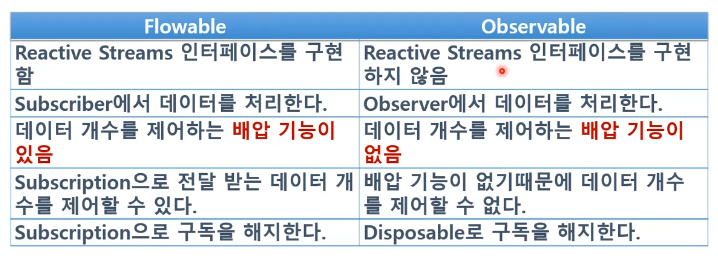 Flowable Observable
Reactive Streams 인터페이스를 구현 Reactive Streams 인터페이스를 구현
함 하지 않음
Subscriber에서 데이터를 처리한다. Observer에서 데이터를 처리한다.
데이터 개수를 제어하는 배압 기능이 데이터 개수를 제어하는 배압 기능이
있음 없음
Subscription으로 전달 받는 데이터 개 배압 기능이 없기때문에 데이터 개수
수를 제어할 수 있다. 를 제어할 수 없다.
Subscription으로 구독을 해지한다. Disposable로 구독을 해지한다.